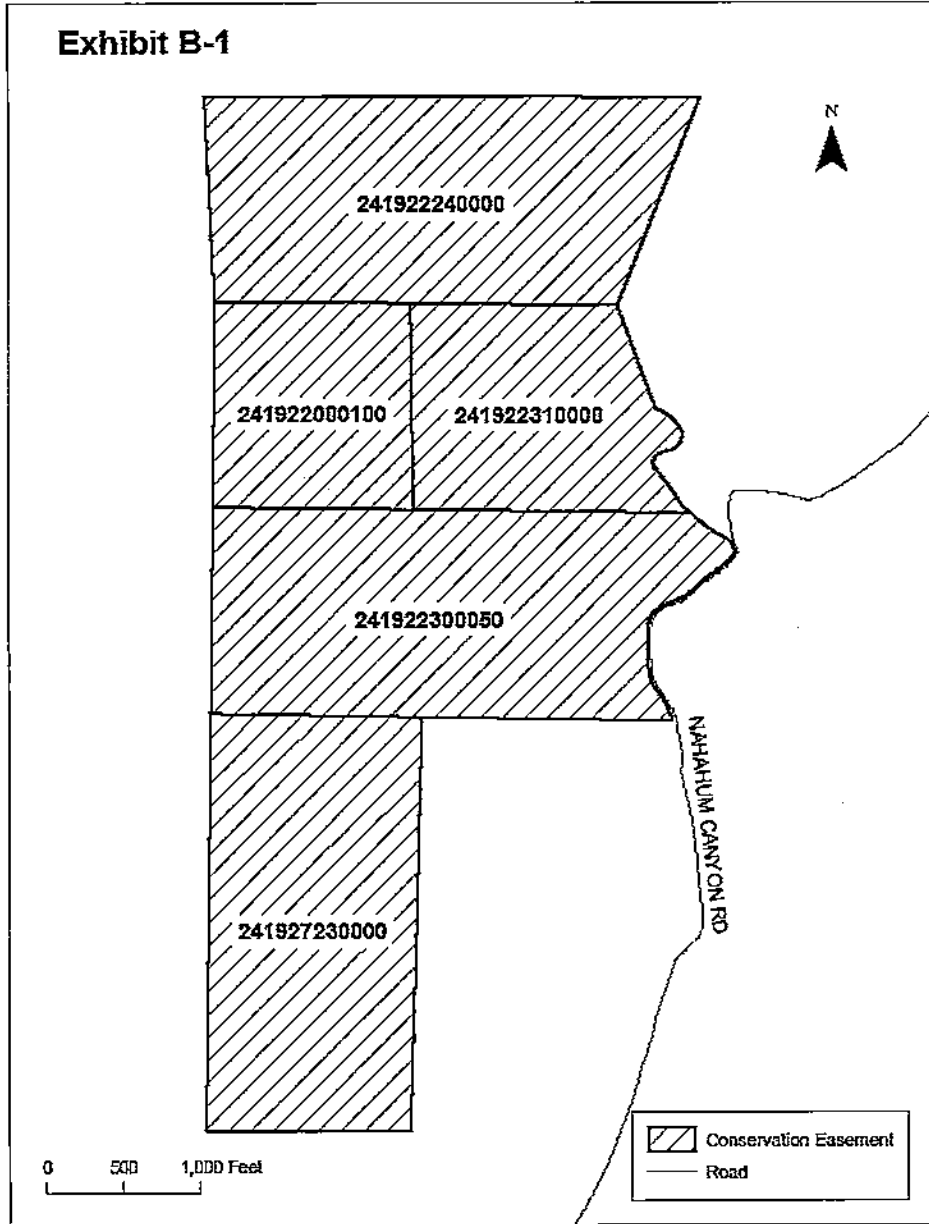 Exhibit B-1
N
241922240000
241922000100
241922310000
241922300050
241927230000
NAHAHUM CANYON RD
0 500 1,000 Feet
Conservation Easement
Road